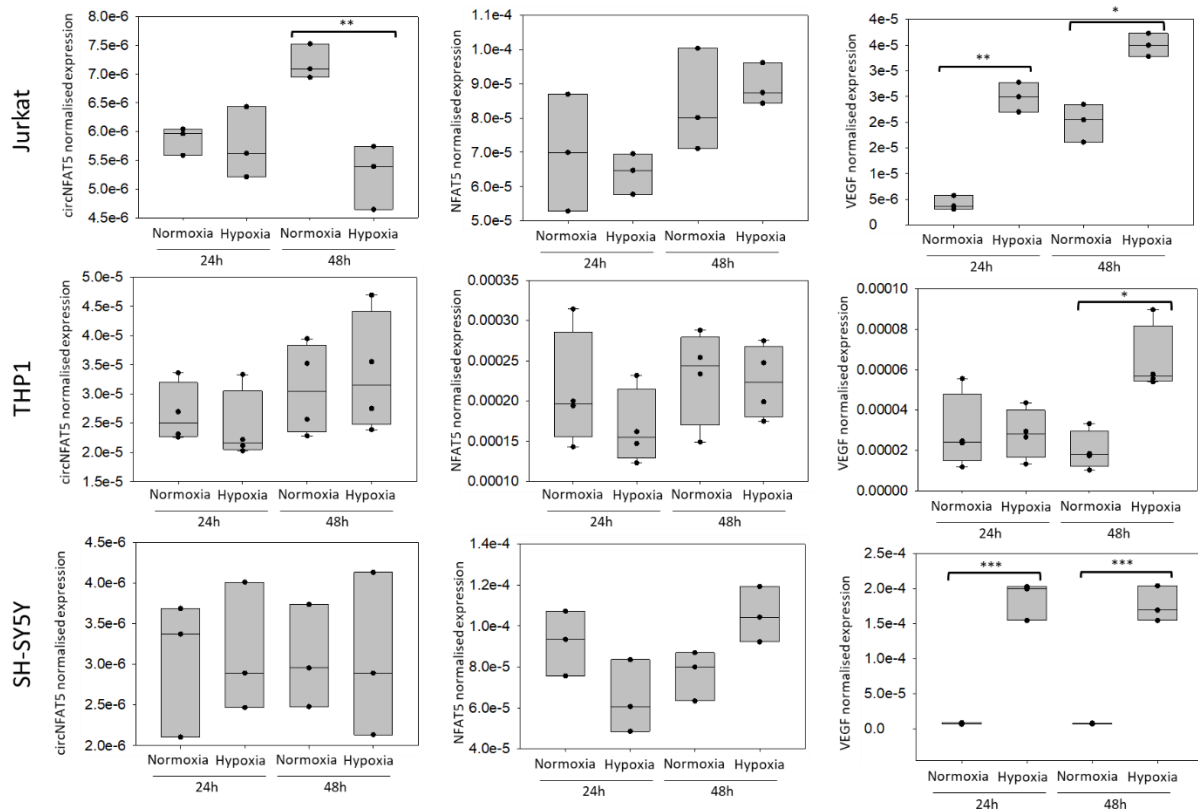 Jurkat
circNFAT5 normalised expression
8.0e-6
7.5e-6
7.0e-6
6.5e-6
6.0e-6
5.5e-6
5.0e-6
4.5e-6
**
Normoxia Hypoxia Normoxia Hypoxia
24h 48h
NFAT5 normalised expression
1.1e-4
1.0e-4
9.0e-5
8.0e-5
7.0e-5
6.0e-5
5.0e-5
Normoxia Hypoxia Normoxia Hypoxia
24h 48h
VEGF normalised expression
4e-5
4e-5
3e-5
3e-5
2e-5
2e-5
1e-5
5e-6
0
**
*
Normoxia Hypoxia Normoxia Hypoxia
24h 48h
THP1
circNFAT5 normalised expression
5.0e-5
4.5e-5
4.0e-5
3.5e-5
3.0e-5
2.5e-5
2.0e-5
1.5e-5
Normoxia Hypoxia Normoxia Hypoxia
24h 48h
NFAT5 normalised expression
0.00035
0.00030
0.00025
0.00020
0.00015
0.00010
Normoxia Hypoxia Normoxia Hypoxia
24h 48h
VEGF normalised expression
0.00010
0.00008
0.00006
0.00004
0.00002
0.00000
*
Normoxia Hypoxia Normoxia Hypoxia
24h 48h
SH-SY5Y
circNFAT5 normalised expression
4.5e-6
4.0e-6
3.5e-6
3.0e-6
2.5e-6
2.0e-6
Normoxia Hypoxia Normoxia Hypoxia
24h 48h
NFAT5 normalised expression
1.4e-4
1.2e-4
1.0e-4
8.0e-5
6.0e-5
4.0e-5
Normoxia Hypoxia Normoxia Hypoxia
24h 48h
VEGF normalised expression
2.5e-4
2.0e-4
1.5e-4
1.0e-4
5.0e-5
0.0
***
***
Normoxia Hypoxia Normoxia Hypoxia
24h 48h